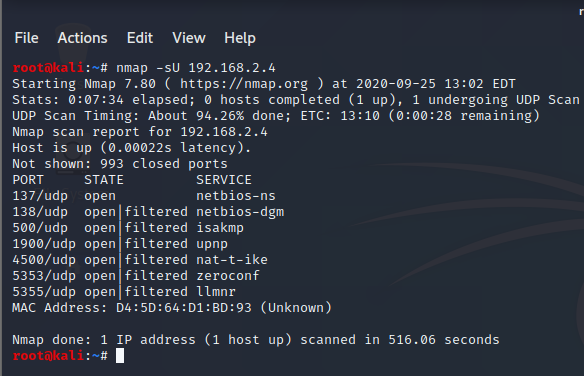 File Actions Edit View Help
root@kali:~# nmap -sU 192.168.2.4
Starting Nmap 7.80 ( https://nmap.org ) at 2020-09-25 13:02 EDT
Stats: 0:07:34 elapsed; 0 hosts completed (1 up), 1 undergoing UDP Scan
UDP Scan Timing: About 94.26% done; ETC: 13:10 (0:00:28 remaining)
Nmap scan report for 192.168.2.4
Host is up (0.00022s latency).
Not shown: 993 closed ports
PORT     STATE         SERVICE
137/udp  open          netbios-ns
138/udp  open|filtered netbios-dgm
500/udp  open|filtered isakmp
1900/udp open|filtered upnp
4500/udp open|filtered nat-t-ike
5353/udp open|filtered zeroconf
5355/udp open|filtered llmnr
MAC Address: D4:5D:64:D1:BD:93 (Unknown)
Nmap done: 1 IP address (1 host up) scanned in 516.06 seconds
root@kali:~#